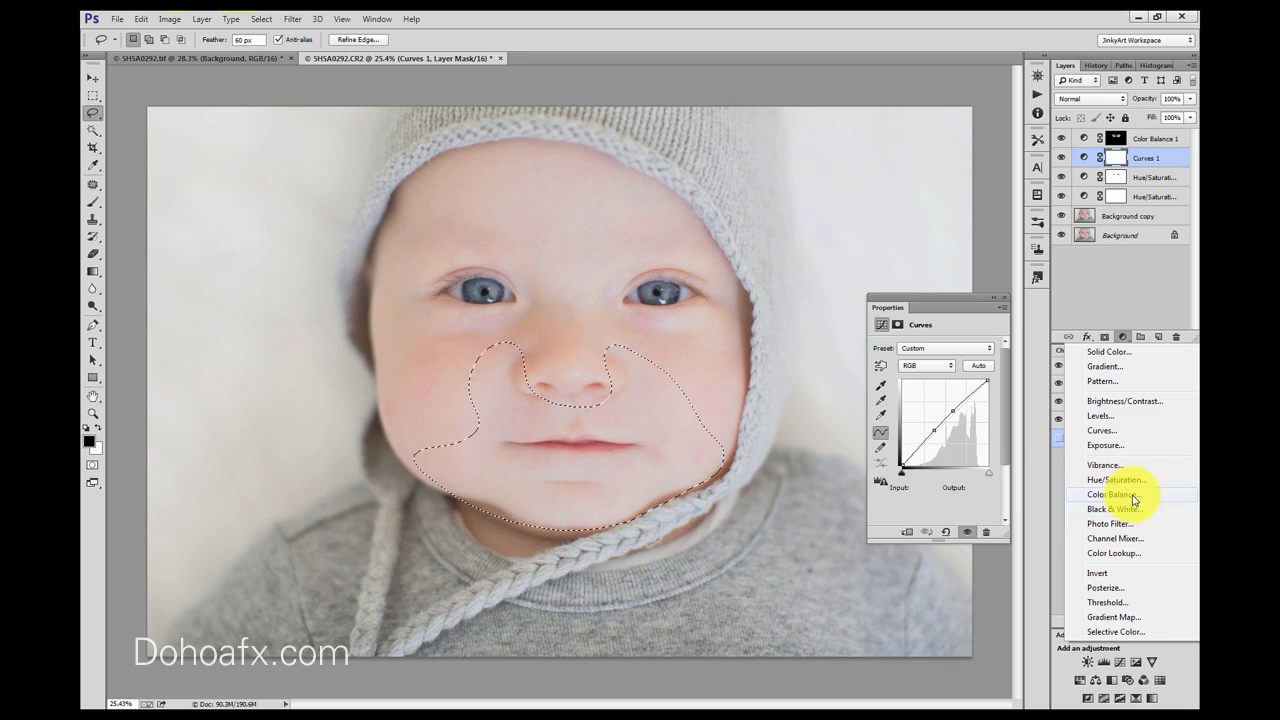 Ps File Edit Image Layer Type Select Filter 3D View Window Help
Feather: 60 px Anti-alias Refine Edge... JinkyArt Workspace
© 5H5A0292.tif @ 28.3% (Background, RGB/16) * × © 5H5A0292.CR2 @ 25.4% (Curves 1, Layer Mask/16) * ×
Layers History Paths Histogram
Kind
Normal Opacity: 100%
Lock: Fill: 100%
Color Balance 1
Curves 1
Hue/Saturati...
Hue/Saturati...
Background copy
Background
Properties
Curves
Preset: Custom
RGB Auto
Input: Output:
Solid Color...
Gradient...
Pattern...
Brightness/Contrast...
Levels...
Curves...
Exposure...
Vibrance...
Hue/Saturation...
Color Balance...
Black & White...
Photo Filter...
Channel Mixer...
Color Lookup...
Invert
Posterize...
Threshold...
Gradient Map...
Selective Color...
Add an adjustment
Dohoafx.com
25.43% Doc: 90.3M/190.6M